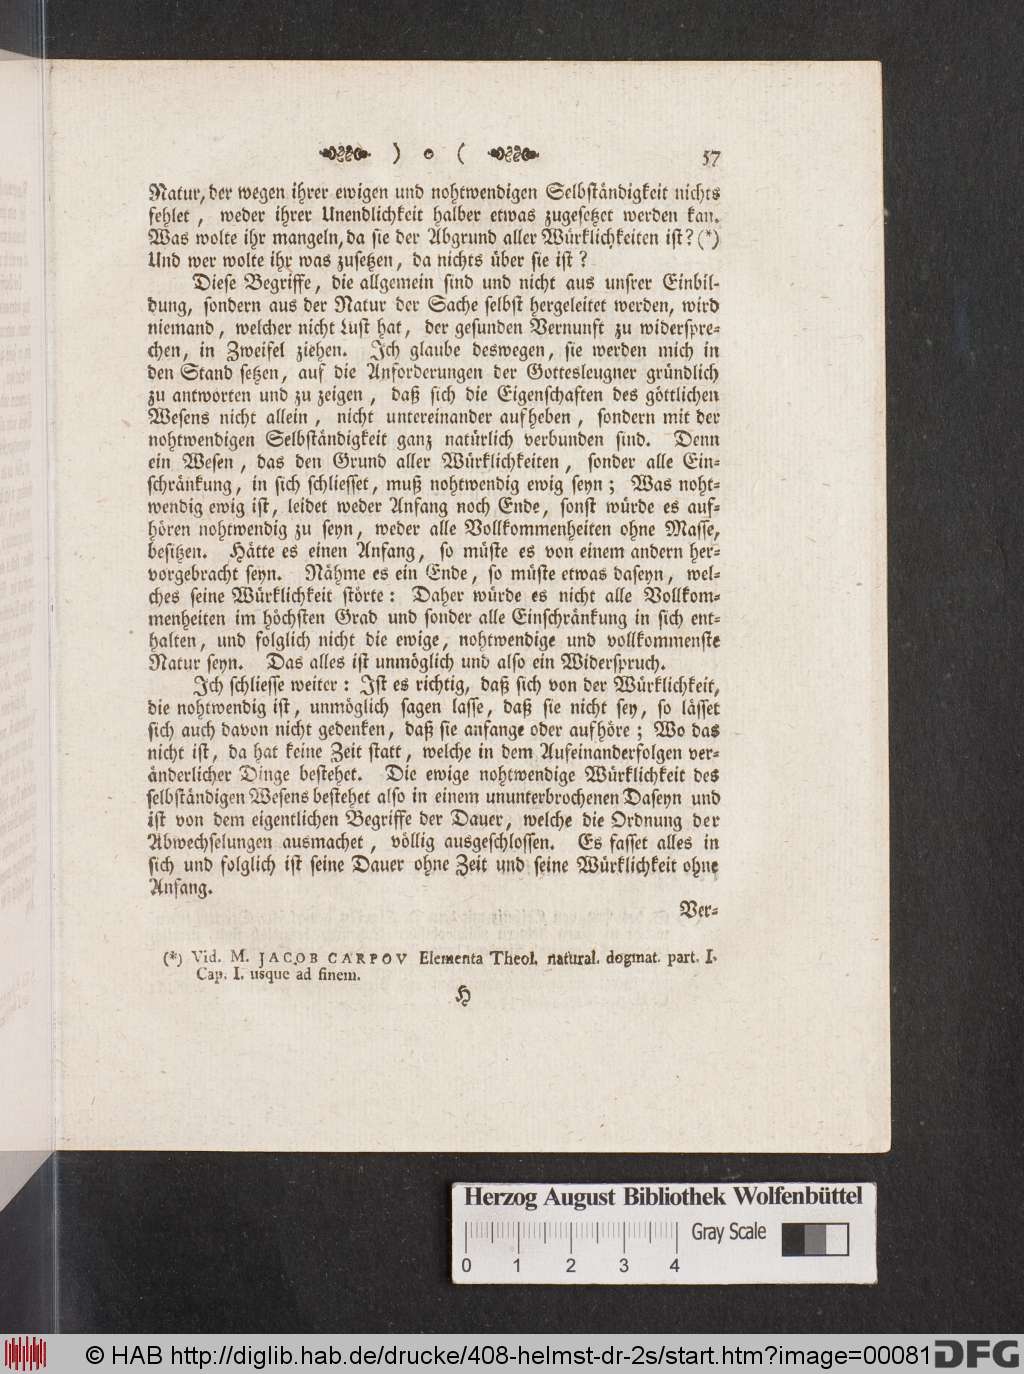 ) o ( 57
Natur, der wegen ihrer ewigen und nohtwendigen Selbständigkeit nichts
fehlet, weder ihrer Unendlichkeit halber etwas zugesetzet werden kan.
Was wolte ihr mangeln, da sie der Abgrund aller Würklichkeiten ist? (*)
Und wer wolte ihr was zusetzen, da nichts über sie ist?
Diese Begriffe, die allgemein sind und nicht aus unsrer Einbil-
dung, sondern aus der Natur der Sache selbst hergeleitet werden, wird
niemand, welcher nicht Lust hat, der gesunden Vernunft zu widerspre-
chen, in Zweifel ziehen. Ich glaube deswegen, sie werden mich in
den Stand setzen, auf die Anforderungen der Gottesleugner gründlich
zu antworten und zu zeigen, daß sich die Eigenschaften des göttlichen
Wesens nicht allein, nicht untereinander aufheben, sondern mit der
nohtwendigen Selbständigkeit ganz natürlich verbunden sind. Denn
ein Wesen, das den Grund aller Würklichkeiten, sonder alle Ein-
schränkung, in sich schliesset, muß nohtwendig ewig seyn; Was noht-
wendig ewig ist, leidet weder Anfang noch Ende, sonst würde es auf-
hören nohtwendig zu seyn, weder alle Vollkommenheiten ohne Masse,
besitzen. Hätte es einen Anfang, so müste es von einem andern her-
vorgebracht seyn. Nähme es ein Ende, so müste etwas daseyn, wel-
ches seine Würklichkeit störte: Daher würde es nicht alle Vollkom-
menheiten im höchsten Grad und sonder alle Einschränkung in sich ent-
halten, und folglich nicht die ewige, nohtwendige und vollkommenste
Natur seyn. Das alles ist unmöglich und also ein Widerspruch.
Ich schliesse weiter: Ist es richtig, daß sich von der Würklichkeit,
die nohtwendig ist, unmöglich sagen lasse, daß sie nicht sey, so lässet
sich auch davon nicht gedenken, daß sie anfange oder aufhöre; Wo das
nicht ist, da hat keine Zeit statt, welche in dem Aufeinanderfolgen ver-
änderlicher Dinge bestehet. Die ewige nohtwendige Würklichkeit des
selbständigen Wesens bestehet also in einem ununterbrochenen Daseyn und
ist von dem eigentlichen Begriffe der Dauer, welche die Ordnung der
Abwechselungen ausmachet, völlig ausgeschlossen. Es fasset alles in
sich und folglich ist seine Dauer ohne Zeit und seine Würklichkeit ohne
Anfang.
Ver-
(*) Vid. M. JACOB CARPOV Elementa Theol. natural. dogmat. part. I.
Cap. I. usque ad finem.
H
Herzog August Bibliothek Wolfenbüttel
Gray Scale
0 1 2 3 4
© HAB http://diglib.hab.de/drucke/408-helmst-dr-2s/start.htm?image=00081 DFG